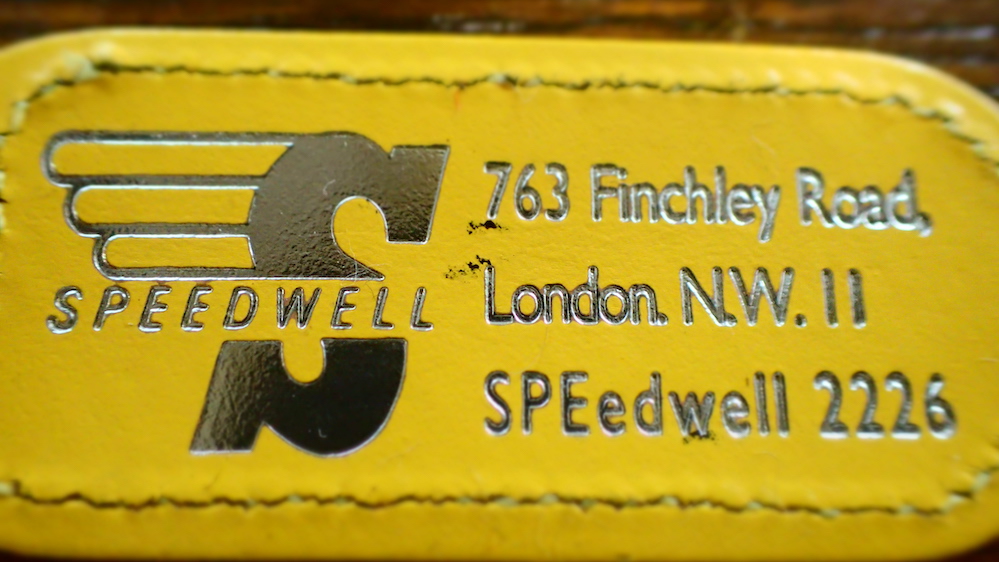 SPEEDWELL
763 Finchley Road,
London. N.W. 11
SPEedwell 2226